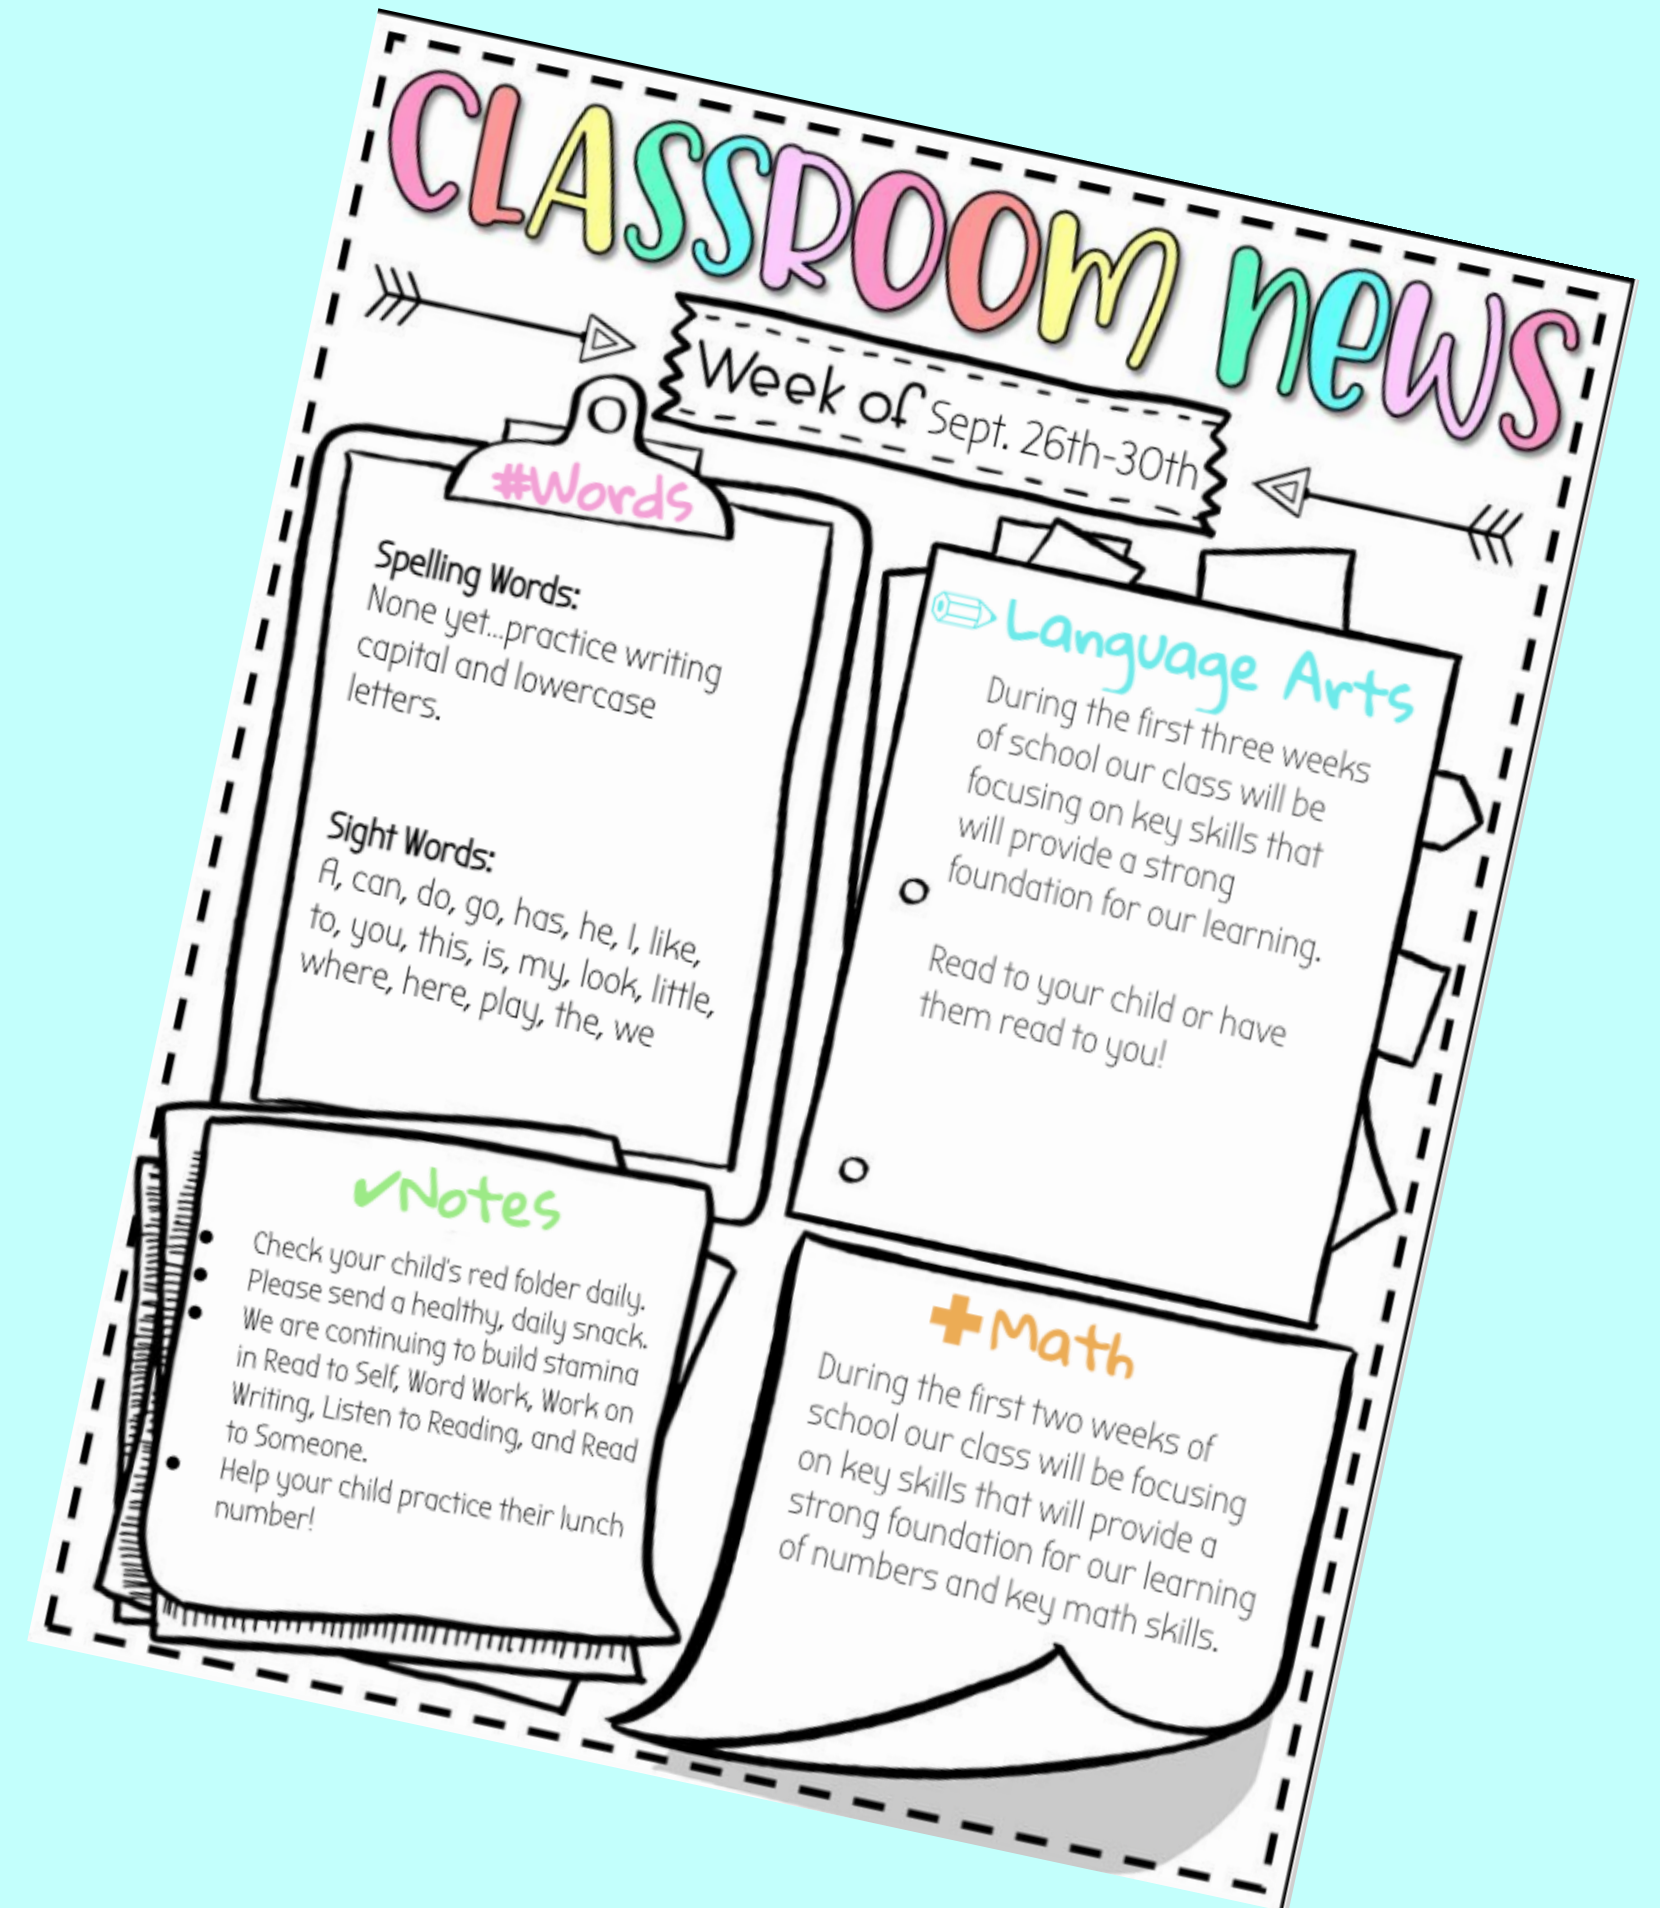 CLASSROOM NEWS
Week of Sept. 26th-30th
#Words
Spelling Words:
None yet...practice writing
capital and lowercase
letters.
Sight Words:
A, can, do, go, has, he, I, like,
to, you, this, is, my, look, little,
where, here, play, the, we
Language Arts
During the first three weeks
of school our class will be
focusing on key skills that
will provide a strong
foundation for our learning.
Read to your child or have
them read to you!
✓Notes
• Check your child's red folder daily.
• Please send a healthy, daily snack.
• We are continuing to build stamina
in Read to Self, Word Work, Work on
Writing, Listen to Reading, and Read
to Someone.
• Help your child practice their lunch
number!
+Math
During the first two weeks of
school our class will be focusing
on key skills that will provide a
strong foundation for our learning
of numbers and key math skills.